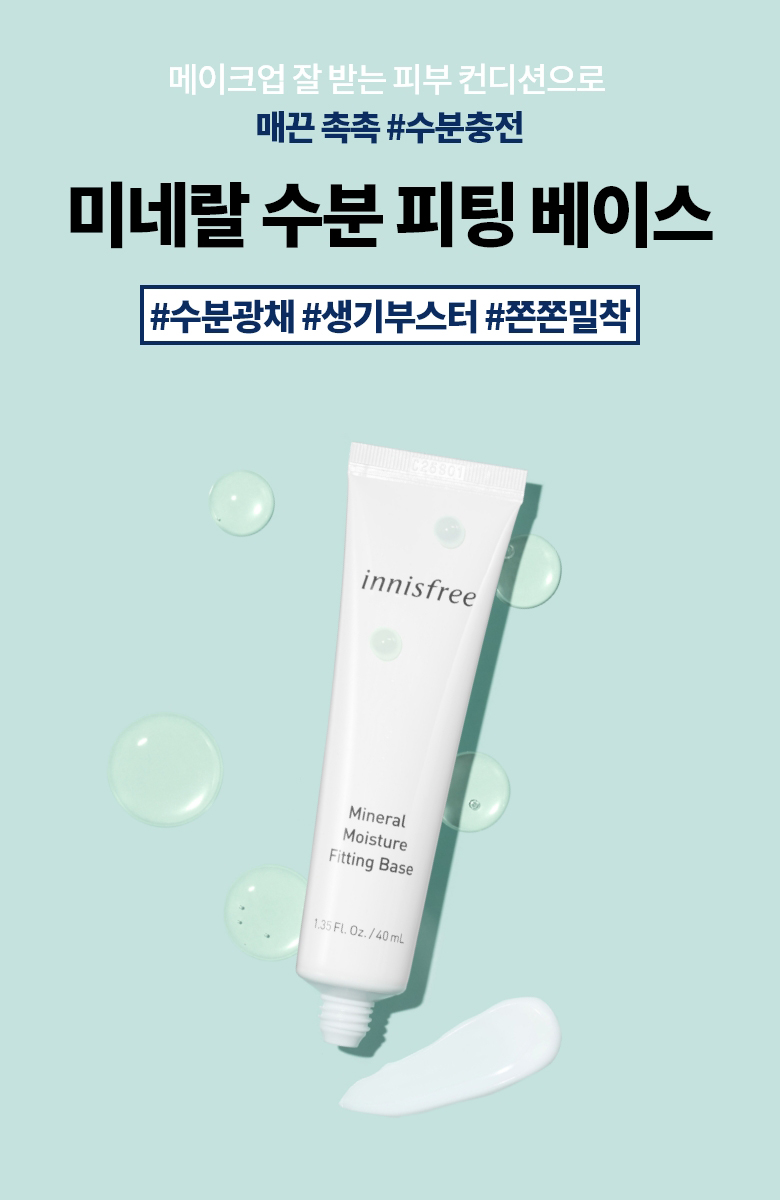 메이크업 잘 받는 피부 컨디션으로
매끈 촉촉 #수분충전
미네랄 수분 피팅 베이스
#수분광채 #생기부스터 #쫀쫀밀착
innisfree
Mineral
Moisture
Fitting Base
1.35 Fl. Oz. / 40 mL